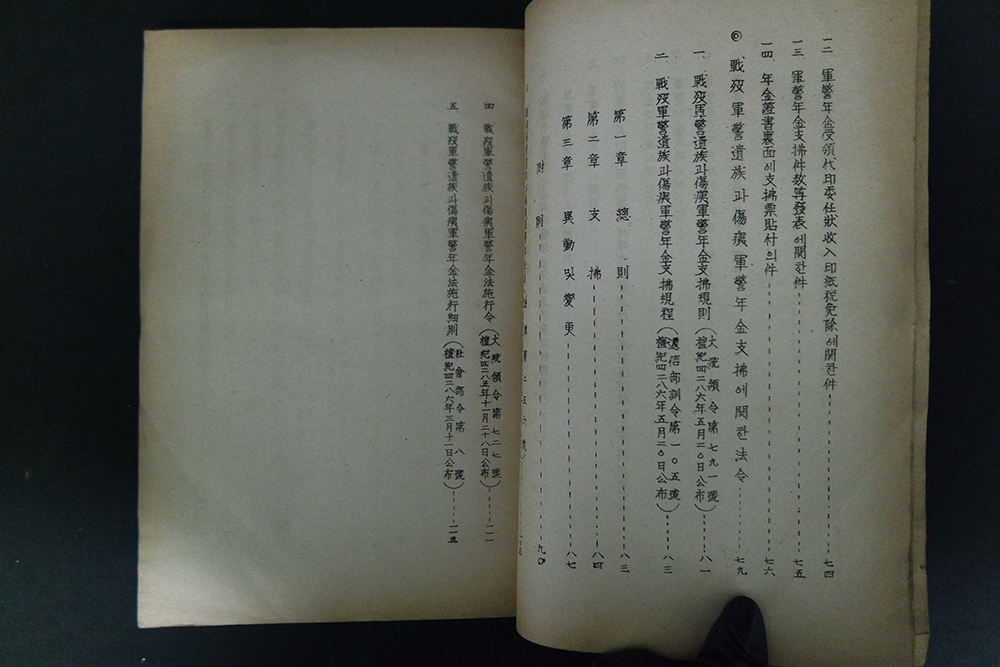 一二 軍警年金受領代印委任狀收入印紙稅免除에關한件 七四
一三 軍警年金支拂件数等發表에関한件 七五
一四 年金證書裏面에支拂票貼付의件 七六
◎ 戰歿軍警遺族과傷痍軍警年金支拂에関한法令 七九
一 戰歿軍警遺族과傷痍軍警年金支拂規則(大統領令第七九一號 檀紀四二八六年五月二〇日公布) 八一
二 戰歿軍警遺族과傷痍軍警年金支拂規程(遞信部訓令第一〇五號 檀紀四二八六年五月二〇日公布) 八三
第一章 總則 八三
第二章 支拂 八四
第三章 異動및變更 八七
附則 九〇
四 戰歿軍警遺族과傷痍軍警年金法施行令(大統領令第七二七號 檀紀四二八五年十一月二十八日公布) 一一一
五 戰歿軍警遺族과傷痍軍警年金法施行細則(社會部令第八號 檀紀四二八六年三月十一日公布) 一一五